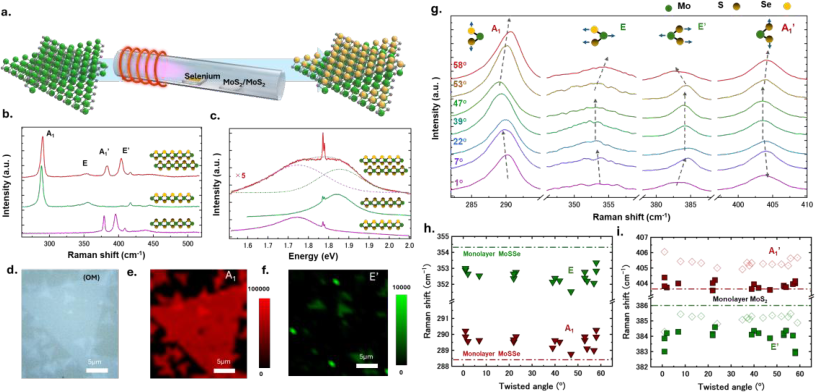 a.
Selenium
MoS₂/MoS₂
b.
A₁
E
A₁'
E'
Intensity (a.u. )
300
400
500
Raman shift (cm⁻¹)
c.
×5
Intensity (a.u. )
1.6
1.7
1.8
1.9
2.0
Energy (eV)
d.
(OM)
5μm
e.
A₁
5μm
100000
0
f.
E'
5μm
10000
0
g.
Mo
S
Se
A₁
E
E'
A₁'
58°
53°
47°
39°
22°
7°
1°
Intensity (a.u.)
285
290
350
355
380
385
400
405
410
Raman shift (cm⁻¹)
h.
355
354
353
352
351
290
289
288
Monolayer MoSSe
E
A₁
Monolayer MoSSe
Raman shift (cm⁻¹)
0
10
20
30
40
50
60
Twisted angle (°)
i.
407
406
405
404
403
386
385
384
383
382
A₁'
Monolayer MoS₂
E'
Raman shift (cm⁻¹)
0
10
20
30
40
50
60
Twisted angle (°)